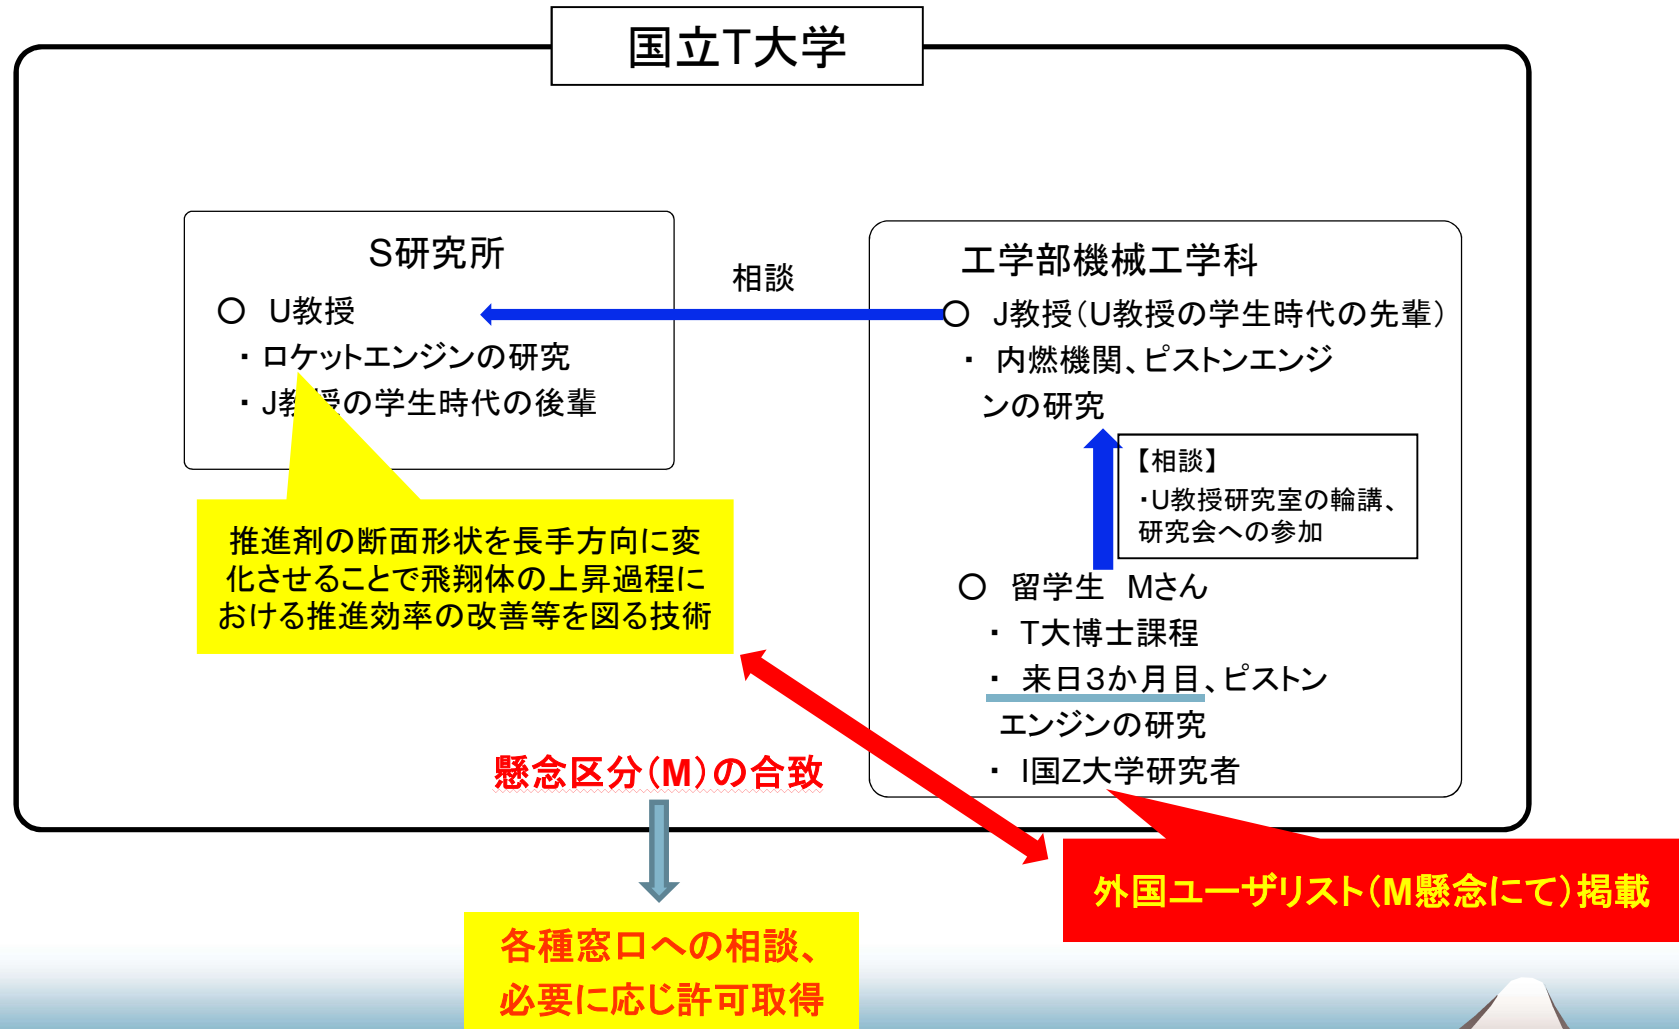 国立T大学
S研究所
○ U教授
・ロケットエンジンの研究
・J教授の学生時代の後輩
推進剤の断面形状を長手方向に変
化させることで飛翔体の上昇過程に
おける推進効率の改善等を図る技術
相談
工学部機械工学科
○ J教授（U教授の学生時代の先輩）
・ 内燃機関、ピストンエンジ
ンの研究
【相談】
・U教授研究室の輪講、
研究会への参加
○ 留学生 Mさん
・ T大博士課程
・ 来日3か月目、ピストン
エンジンの研究
・ I国Z大学研究者
懸念区分（M）の合致
外国ユーザリスト（M懸念にて）掲載
各種窓口への相談、
必要に応じ許可取得